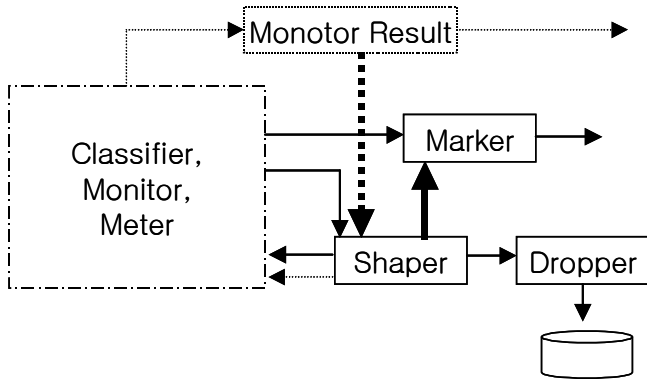 Monotor Result
Classifier,
Monitor,
Meter
Marker
Shaper
Dropper